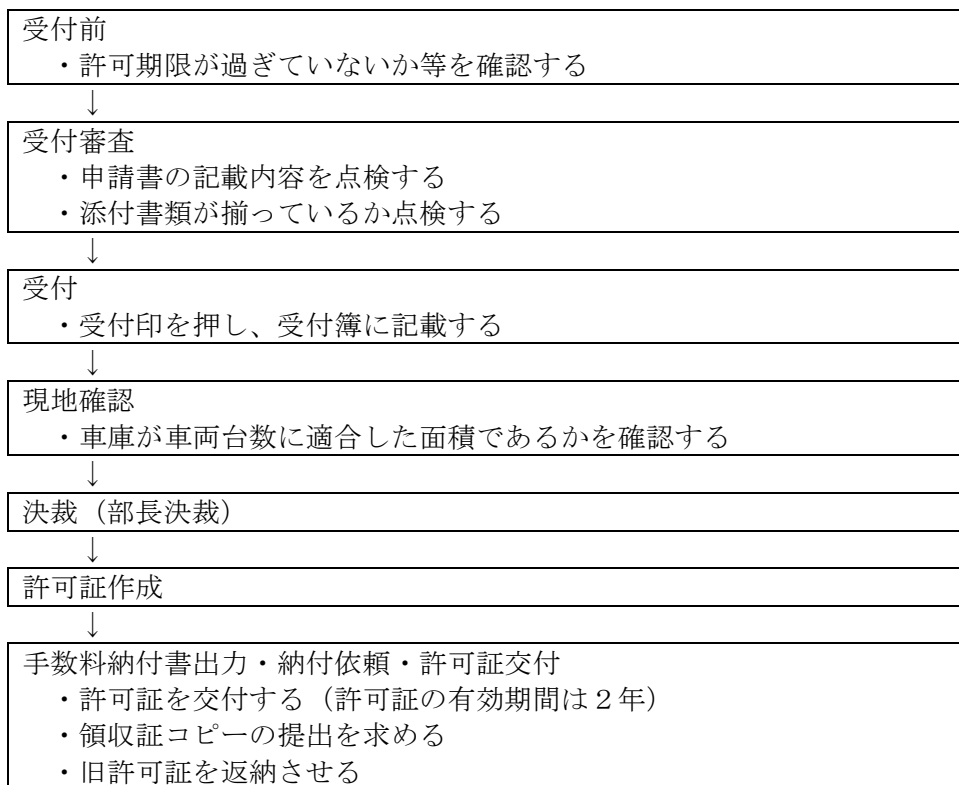 受付前
・許可期限が過ぎていないか等を確認する
↓
受付審査
・申請書の記載内容を点検する
・添付書類が揃っているか点検する
↓
受付
・受付印を押し、受付簿に記載する
↓
現地確認
・車庫が車両台数に適合した面積であるかを確認する
↓
決裁（部長決裁）
↓
許可証作成
↓
手数料納付書出力・納付依頼・許可証交付
・許可証を交付する（許可証の有効期間は２年）
・領収証コピーの提出を求める
・旧許可証を返納させる